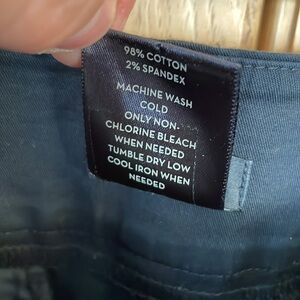 98% COTTON
2% SPANDEX
MACHINE WASH
COLD
ONLY NON-
CHLORINE BLEACH
WHEN NEEDED
TUMBLE DRY LOW
COOL IRON WHEN
NEEDED